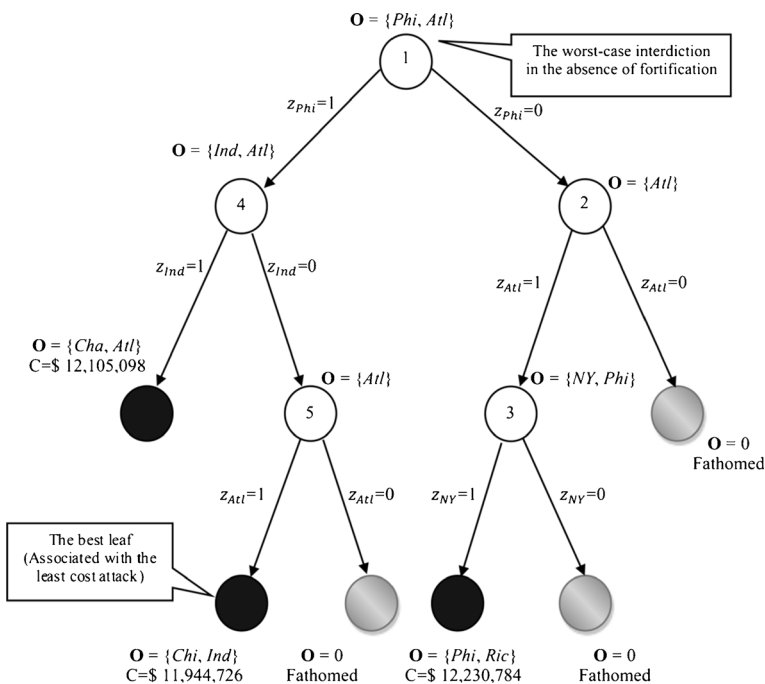 O = {Phi, Atl}
1
The worst-case interdiction
in the absence of fortification
z_Phi=1
z_Phi=0
O = {Ind, Atl}
4
O = {Atl}
2
z_Ind=1
z_Ind=0
z_Atl=1
z_Atl=0
O = {Cha, Atl}
C=$ 12,105,098
O = {Atl}
5
O = {NY, Phi}
3
O = 0
Fathomed
z_Atl=1
z_Atl=0
z_NY=1
z_NY=0
The best leaf
(Associated with the
least cost attack)
O = {Chi, Ind}
C=$ 11,944,726
O = 0
Fathomed
O = {Phi, Ric}
C=$ 12,230,784
O = 0
Fathomed